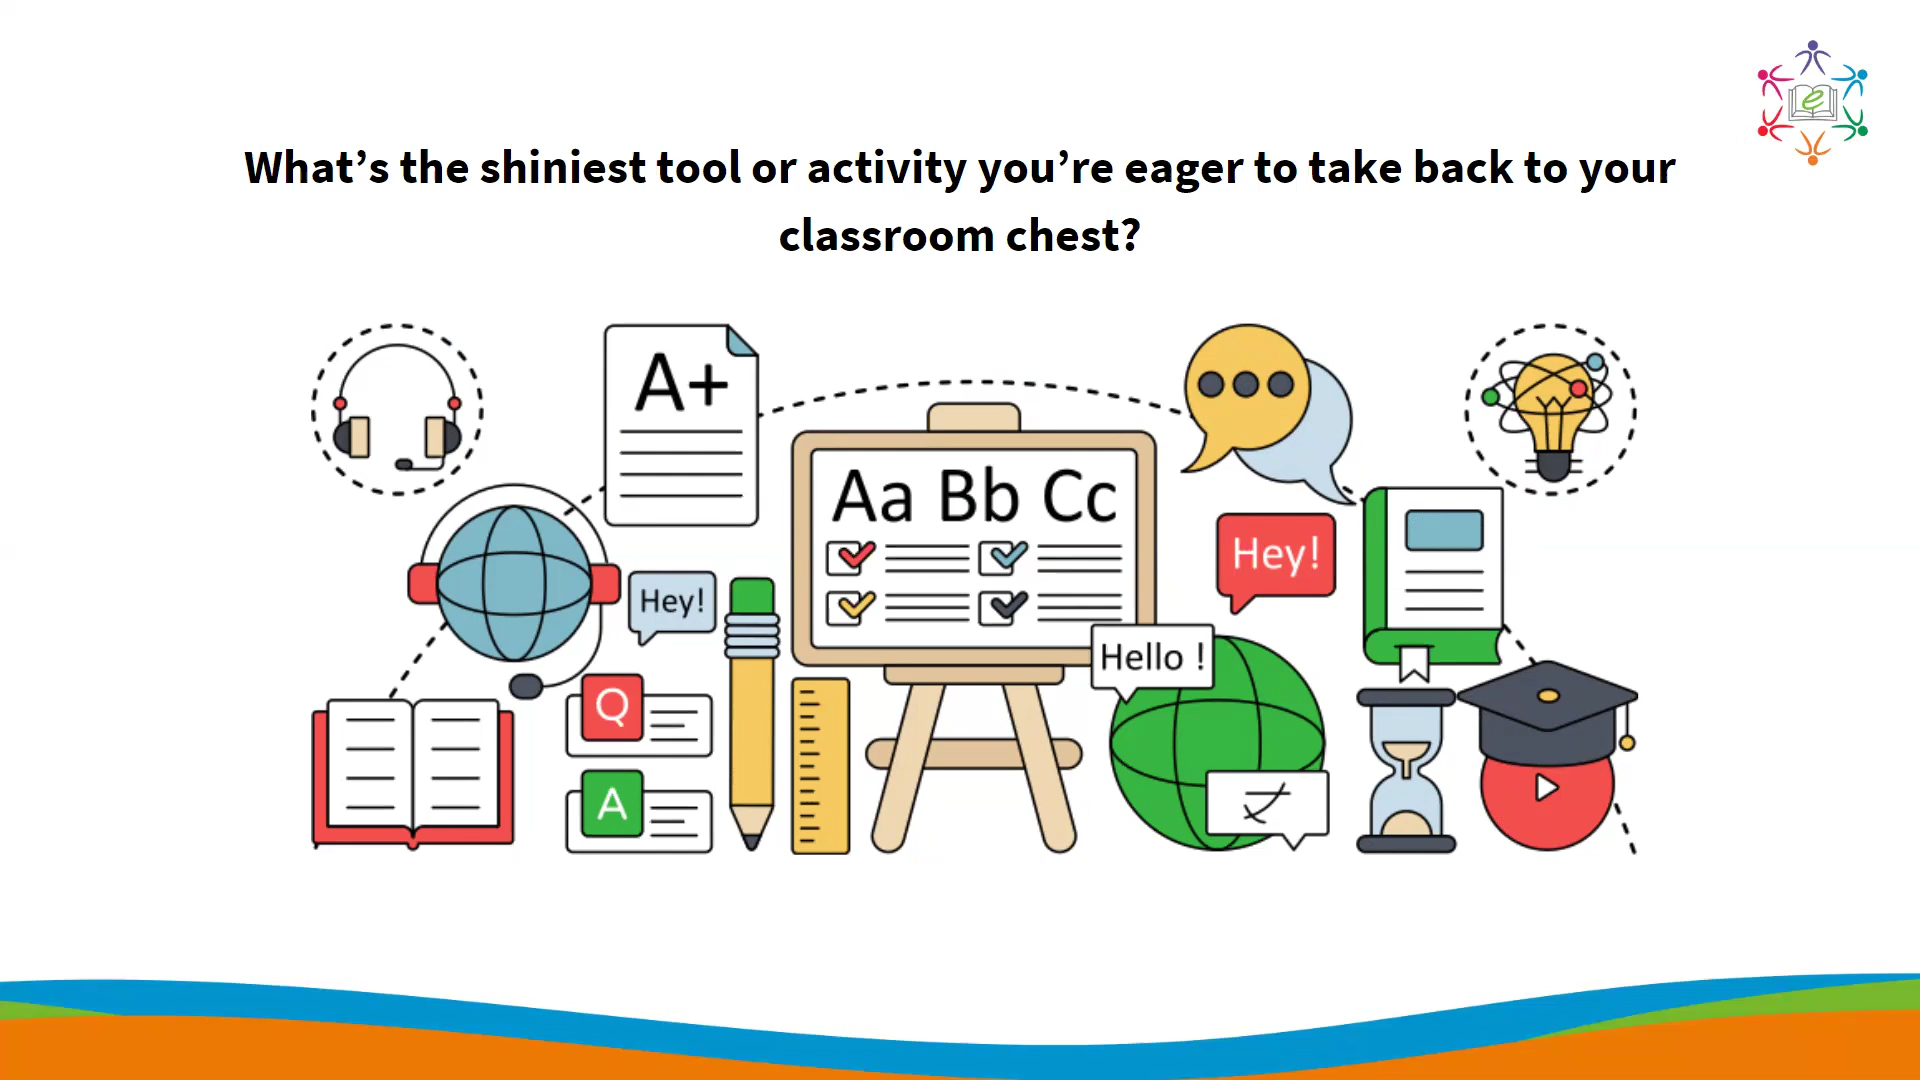 What’s the shiniest tool or activity you’re eager to take back to your
classroom chest?
A+
Aa Bb Cc
Hey!
Hey!
Hello !
Q
A
e